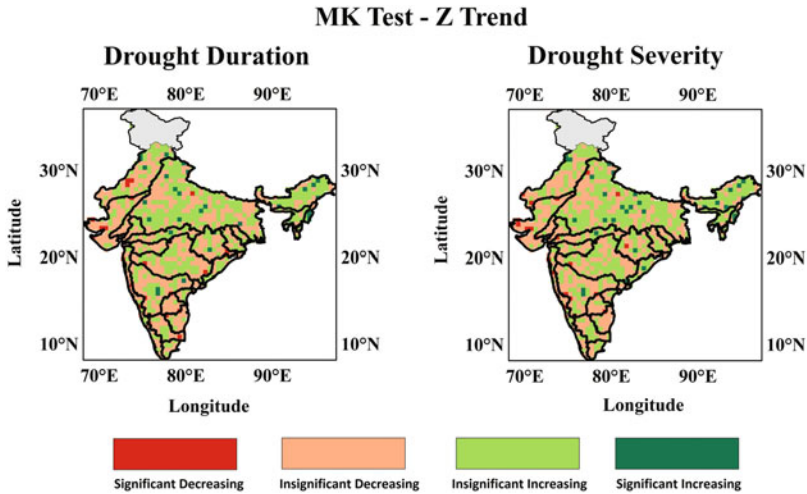 MK Test - Z Trend
Drought Duration
Drought Severity
70°E 80°E 90°E
70°E 80°E 90°E
30°N
30°N
30°N
30°N
20°N
20°N
20°N
20°N
10°N
10°N
10°N
10°N
Latitude
Latitude
70°E 80°E 90°E
70°E 80°E 90°E
Longitude
Longitude
Significant Decreasing
Insignificant Decreasing
Insignificant Increasing
Significant Increasing